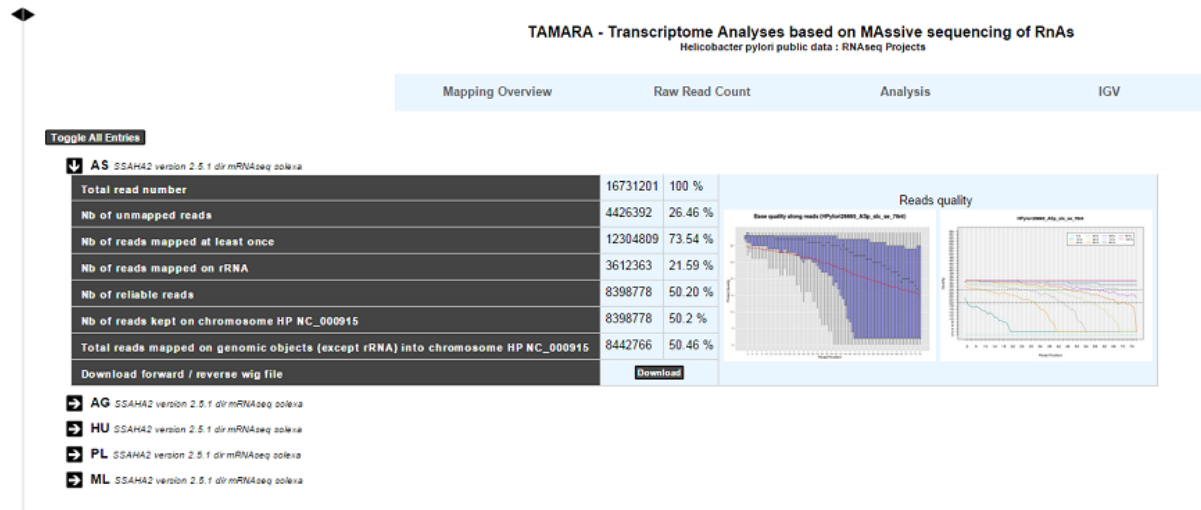 TAMARA - Transcriptome Analyses based on MAssive sequencing of RnAs
Helicobacter pylori public data : RNAseq Projects
Mapping Overview Raw Read Count Analysis IGV
Toggle All Entries
AS SSAHA2 version 2.5.1 dir mRNAseq solexa
Total read number 16731201 100 %
Nb of unmapped reads 4426392 26.46 %
Nb of reads mapped at least once 12304809 73.54 %
Nb of reads mapped on rRNA 3612363 21.59 %
Nb of reliable reads 8398778 50.20 %
Nb of reads kept on chromosome HP NC_000915 8398778 50.2 %
Total reads mapped on genomic objects (except rRNA) into chromosome HP NC_000915 8442766 50.46 %
Download forward / reverse wig file Download
Reads quality
AG SSAHA2 version 2.5.1 dir mRNAseq solexa
HU SSAHA2 version 2.5.1 dir mRNAseq solexa
PL SSAHA2 version 2.5.1 dir mRNAseq solexa
ML SSAHA2 version 2.5.1 dir mRNAseq solexa